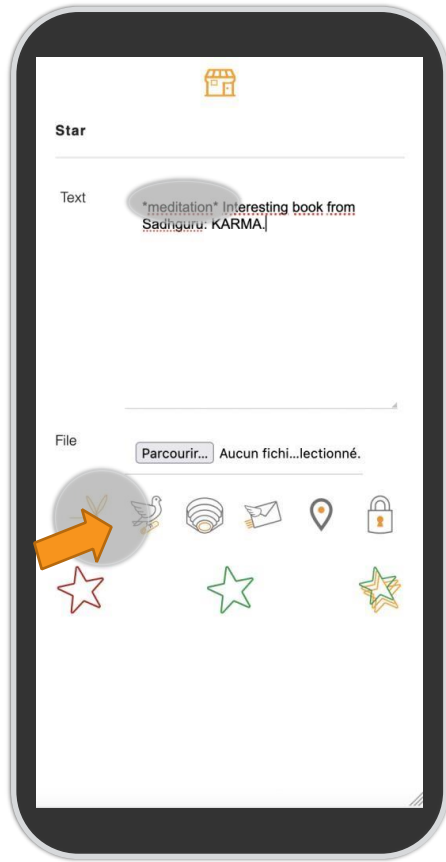 Star
Text
*meditation* Interesting book from
Sadhguru: KARMA.
File
Parcourir... Aucun fichi...lectionné.